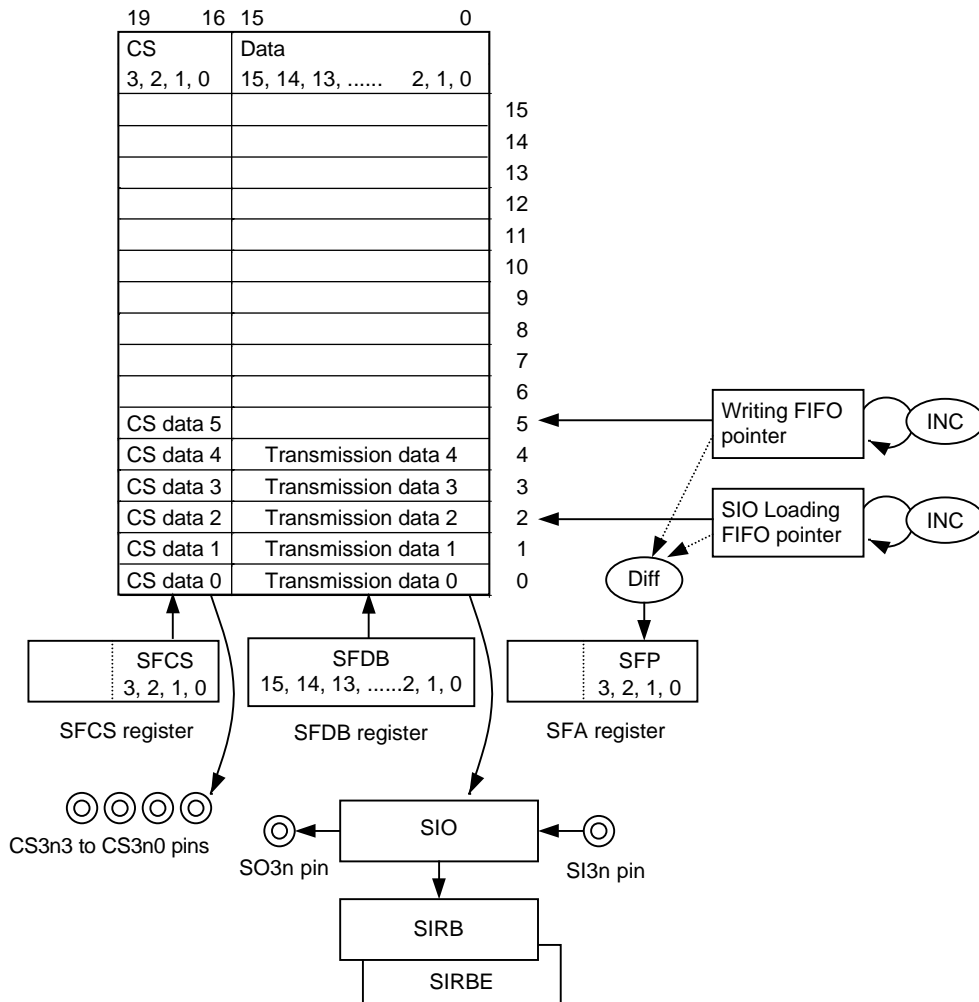 19 16 15 0
CS Data
3, 2, 1, 0 15, 14, 13, ...... 2, 1, 0
15
14
13
12
11
10
9
8
7
6
CS data 5 5
CS data 4 Transmission data 4 4
CS data 3 Transmission data 3 3
CS data 2 Transmission data 2 2
CS data 1 Transmission data 1 1
CS data 0 Transmission data 0 0
Writing FIFO
pointer
INC
SIO Loading
FIFO pointer
INC
Diff
SFCS
3, 2, 1, 0
SFCS register
SFDB
15, 14, 13, ......2, 1, 0
SFDB register
SFP
3, 2, 1, 0
SFA register
CS3n3 to CS3n0 pins
SO3n pin
SIO
SI3n pin
SIRB
SIRBE